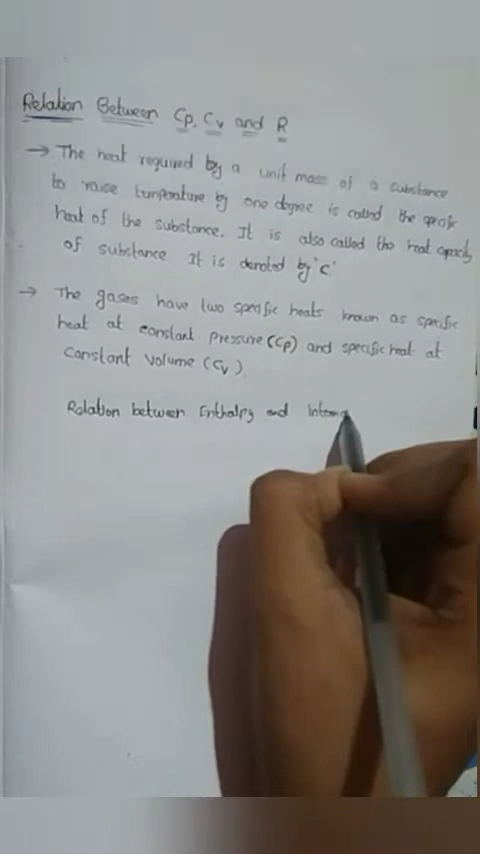 Relation Between Cp, Cv and R
→ The heat required by a unit mass of a substance
to raise temperature by one degree is called the specific
heat of the substance. It is also called the heat capacity
of substance It is denoted by 'c'
→ The gases have two specific heats known as specific
heat at constant pressure (Cp) and specific heat at
constant volume (Cv)
Relation between Enthalpy and Interna